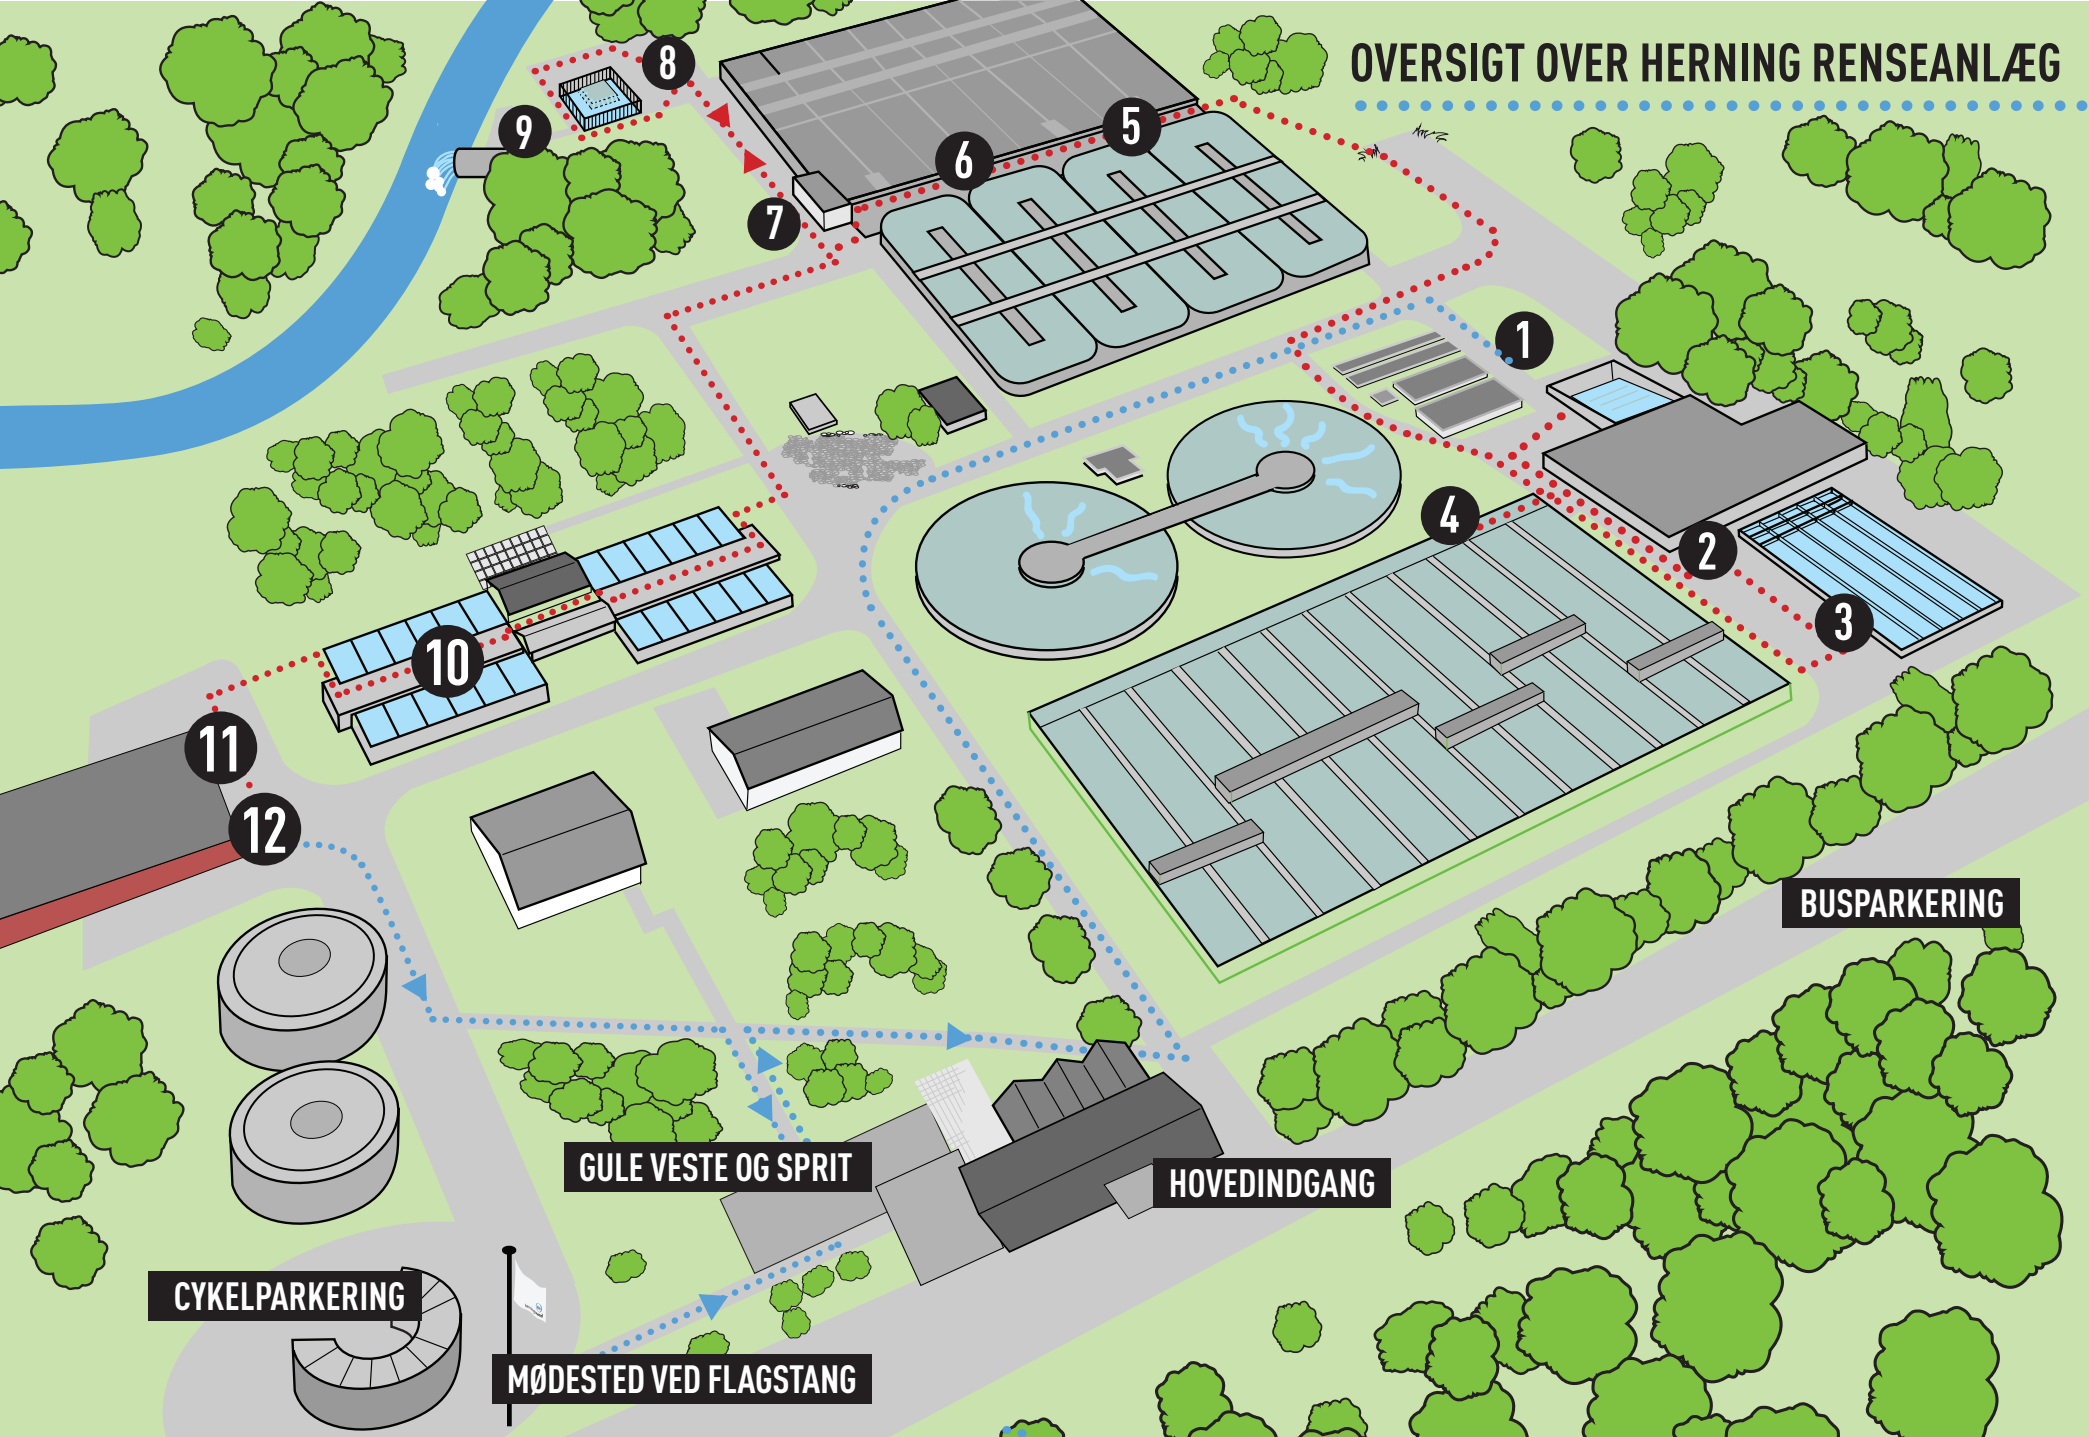 OVERSIGT OVER HERNING RENSEANLÆG
8
9
5
6
7
1
4
2
3
10
11
12
BUSPARKERING
GULE VESTE OG SPRIT
HOVEDINDGANG
CYKELPARKERING
MØDESTED VED FLAGSTANG